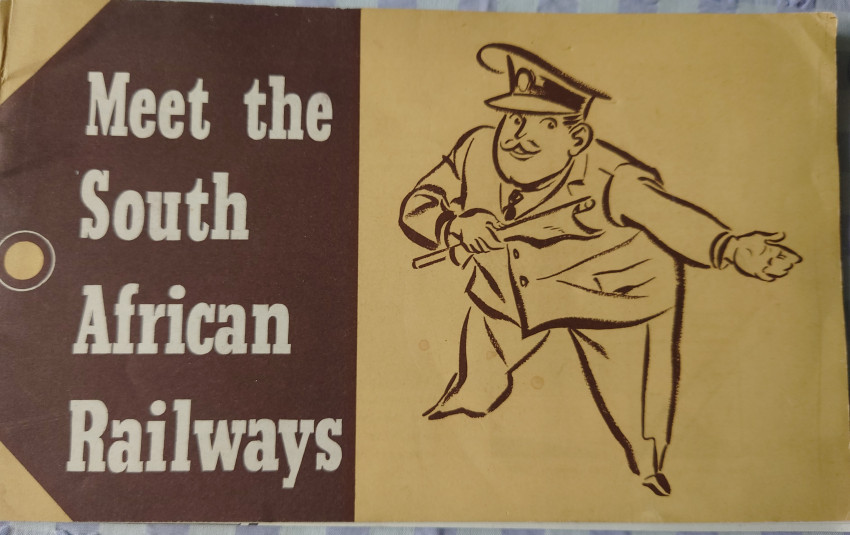 Meet the
South
African
Railways